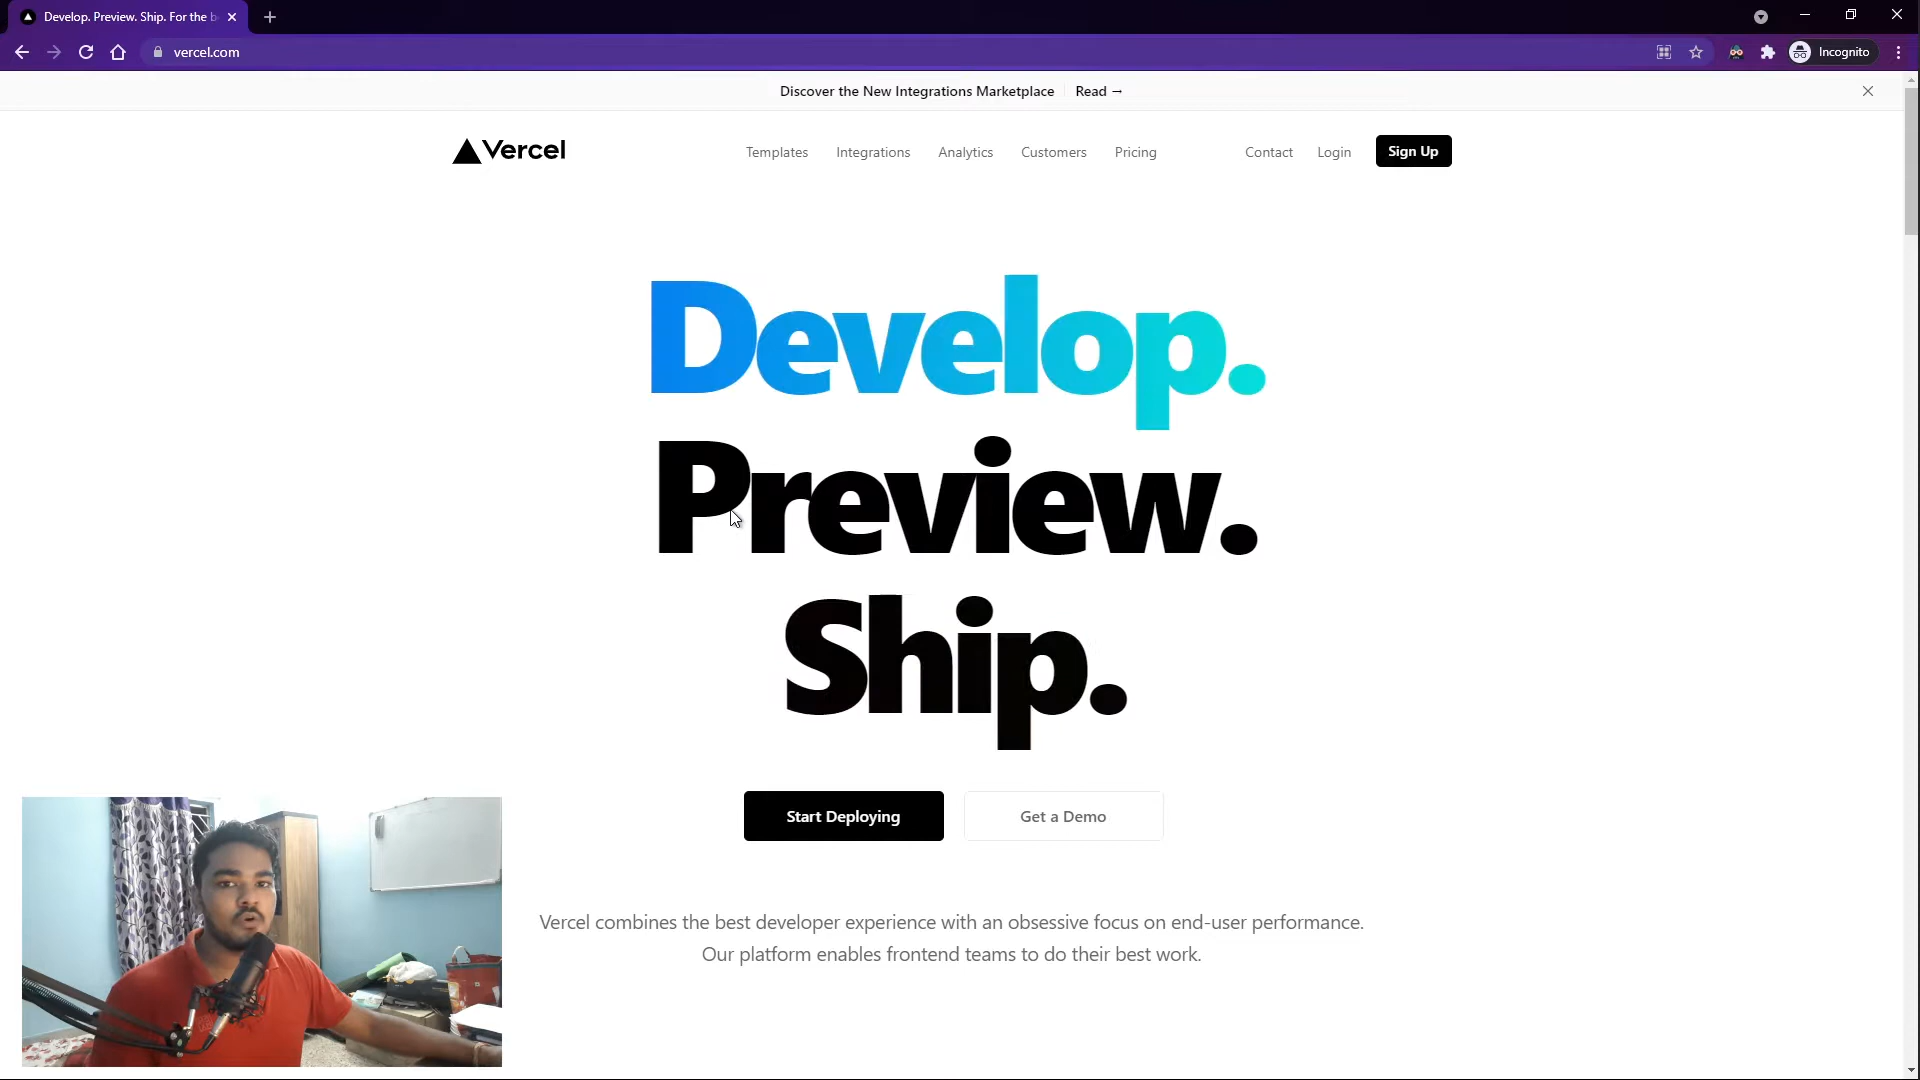 Develop. Preview. Ship. For the b
vercel.com
Incognito
Discover the New Integrations Marketplace Read →
Vercel
Templates Integrations Analytics Customers Pricing Contact Login Sign Up
Develop.
Preview.
Ship.
Start Deploying Get a Demo
Vercel combines the best developer experience with an obsessive focus on end-user performance.
Our platform enables frontend teams to do their best work.